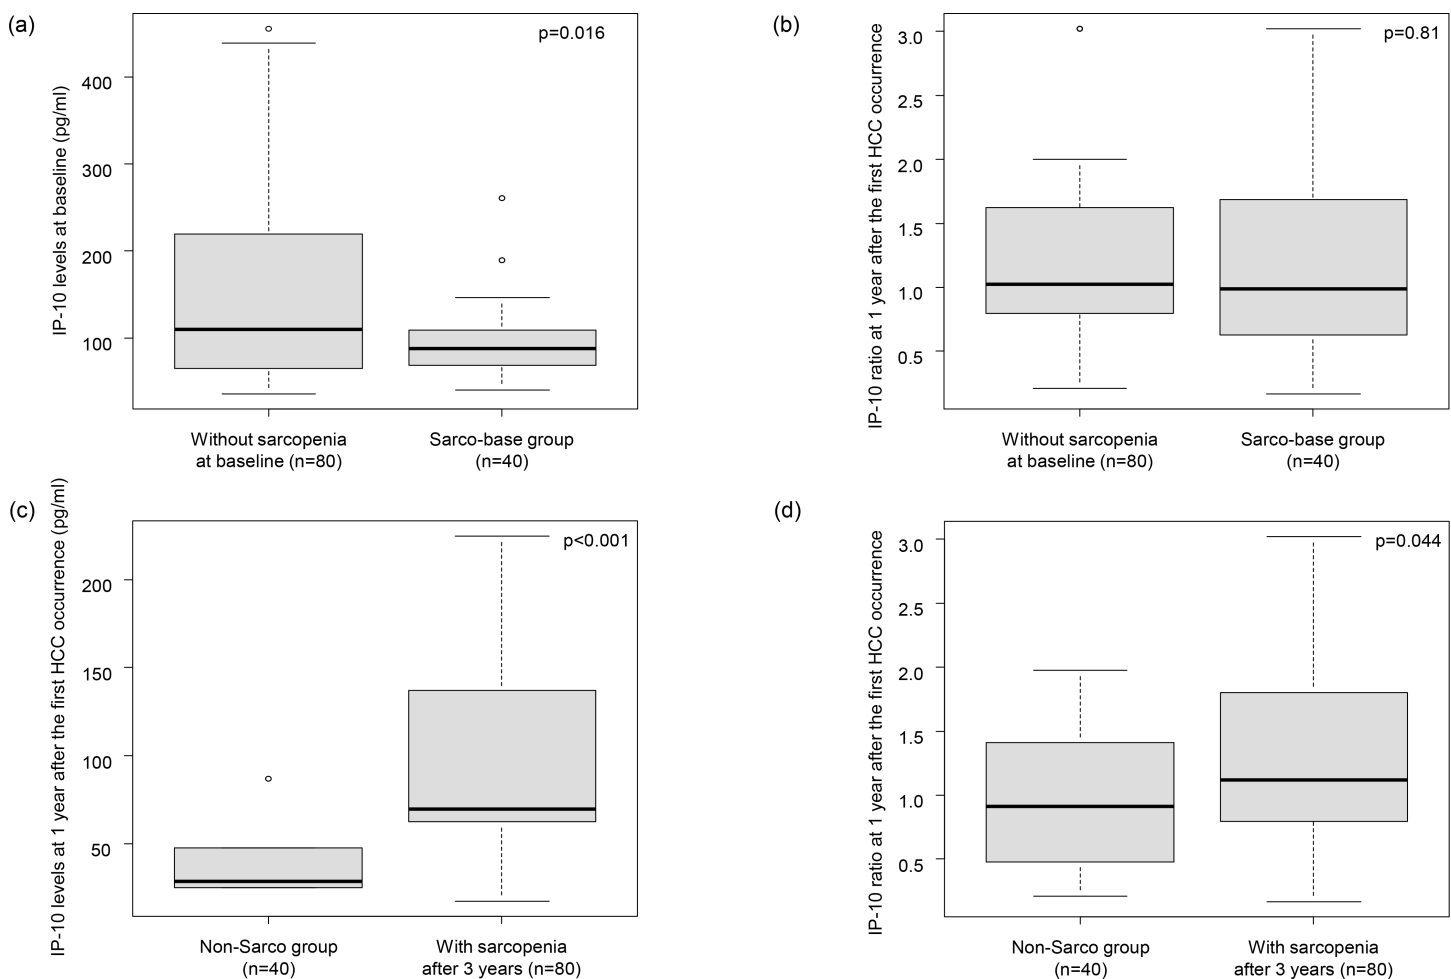 (a)
p=0.016
IP-10 levels at baseline (pg/ml)
400
300
200
100
Without sarcopenia
at baseline (n=80)
Sarco-base group
(n=40)
(b)
p=0.81
IP-10 ratio at 1 year after the first HCC occurrence
3.0
2.5
2.0
1.5
1.0
0.5
Without sarcopenia
at baseline (n=80)
Sarco-base group
(n=40)
(c)
p<0.001
IP-10 levels at 1 year after the first HCC occurrence (pg/ml)
200
150
100
50
Non-Sarco group
(n=40)
With sarcopenia
after 3 years (n=80)
(d)
p=0.044
IP-10 ratio at 1 year after the first HCC occurrence
3.0
2.5
2.0
1.5
1.0
0.5
Non-Sarco group
(n=40)
With sarcopenia
after 3 years (n=80)